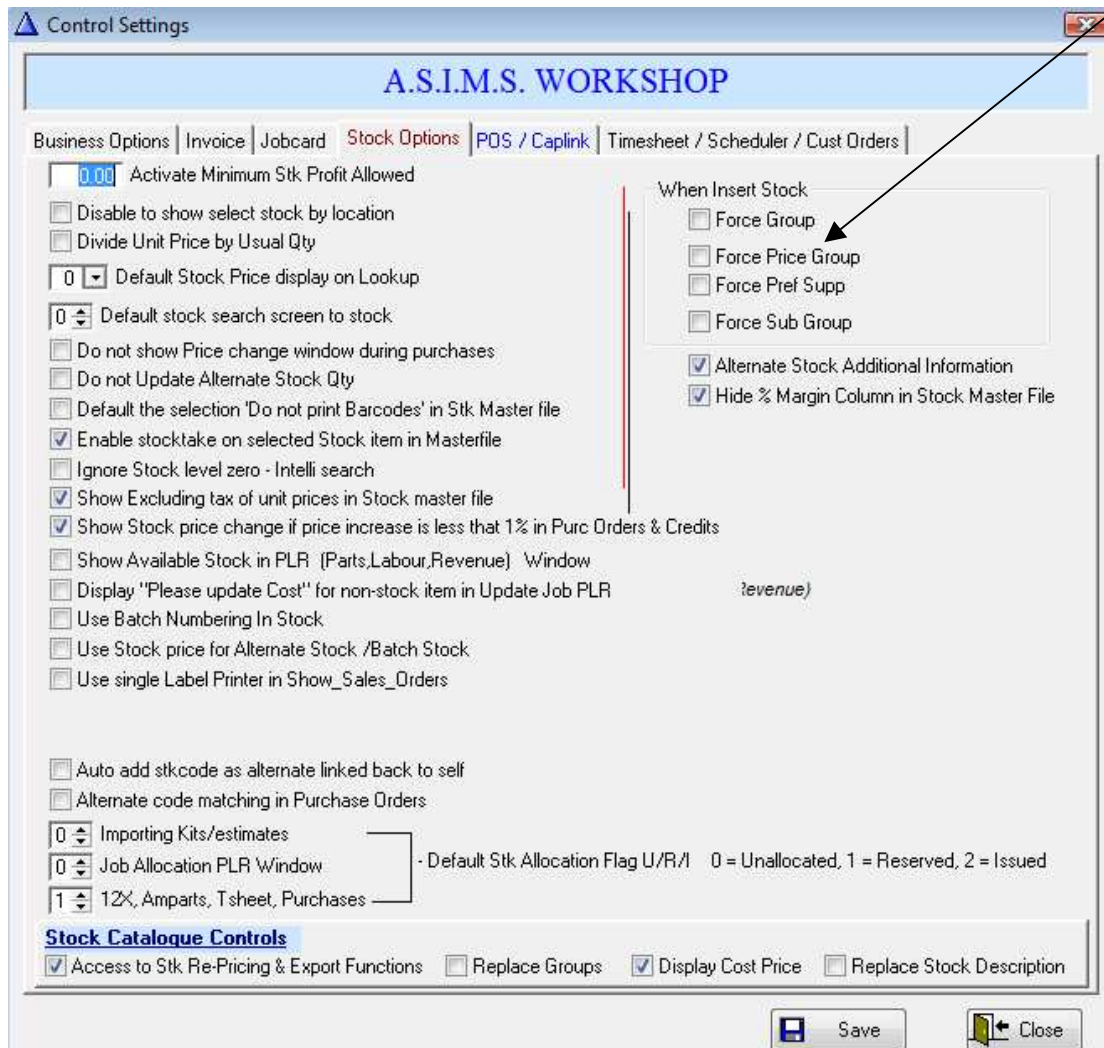 Control Settings
A.S.I.M.S. WORKSHOP
Business Options Invoice Jobcard Stock Options POS / Caplink Timesheet / Scheduler / Cust Orders
0.00 Activate Minimum Stk Profit Allowed
Disable to show select stock by location
Divide Unit Price by Usual Qty
0 Default Stock Price display on Lookup
0 Default stock search screen to stock
Do not show Price change window during purchases
Do not Update Alternate Stock Qty
Default the selection 'Do not print Barcodes' in Stk Master file
Enable stocktake on selected Stock item in Masterfile
Ignore Stock level zero - Intelli search
Show Excluding tax of unit prices in Stock master file
Show Stock price change if price increase is less that 1% in Purc Orders & Credits
Show Available Stock in PLR (Parts,Labour,Revenue) Window
Display "Please update Cost" for non-stock item in Update Job PLR
Revenue)
Use Batch Numbering In Stock
Use Stock price for Alternate Stock /Batch Stock
Use single Label Printer in Show_Sales_Orders
When Insert Stock
Force Group
Force Price Group
Force Pref Supp
Force Sub Group
Alternate Stock Additional Information
Hide % Margin Column in Stock Master File
Auto add stkcode as alternate linked back to self
Alternate code matching in Purchase Orders
0 Importing Kits/estimates
0 Job Allocation PLR Window
1 12X, Amparts, Tsheet, Purchases
- Default Stk Allocation Flag U/R/I 0 = Unallocated, 1 = Reserved, 2 = Issued
Stock Catalogue Controls
Access to Stk Re-Pricing & Export Functions Replace Groups Display Cost Price Replace Stock Description
Save Close